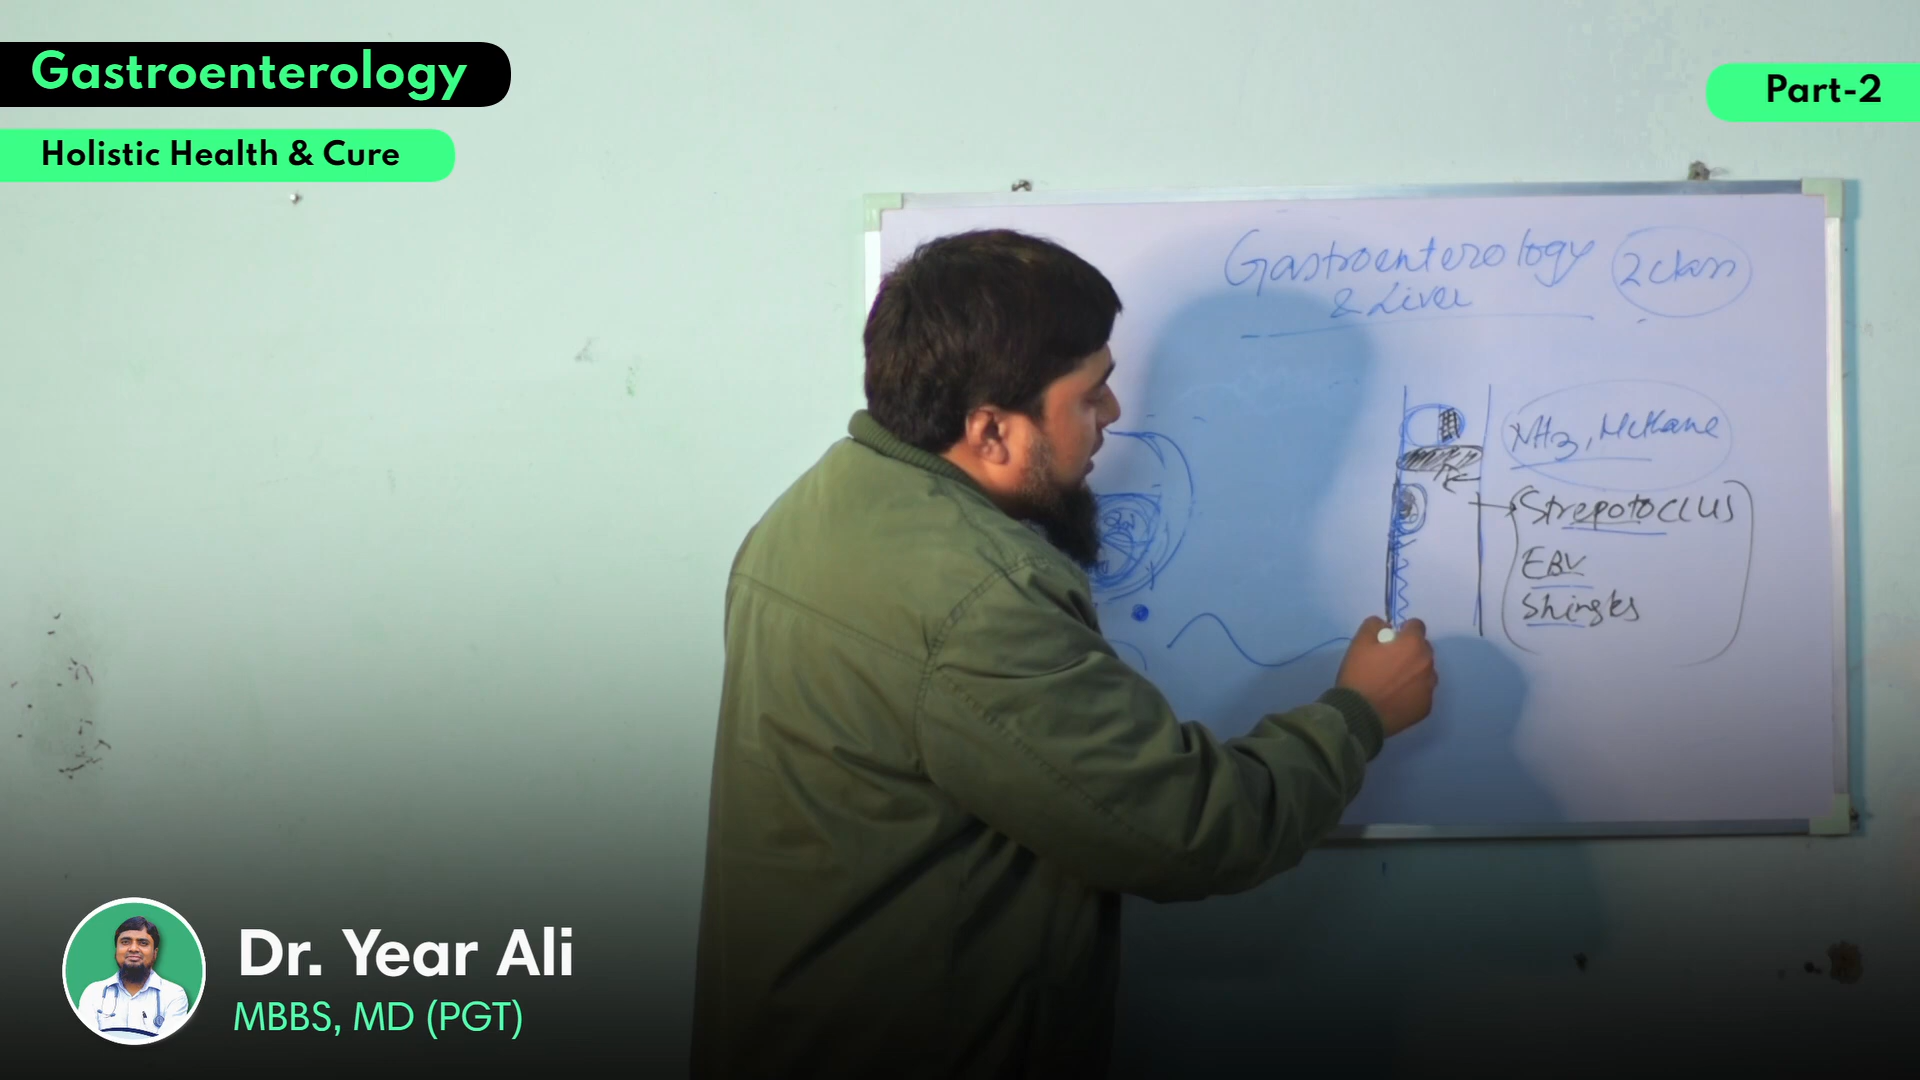 Gastroenterology
Holistic Health & Cure
Part-2
Gastroenterology
& Liver
2 class
NH3, Methane
Streptoclus
EBV
Shingles
Dr. Year Ali
MBBS, MD (PGT)